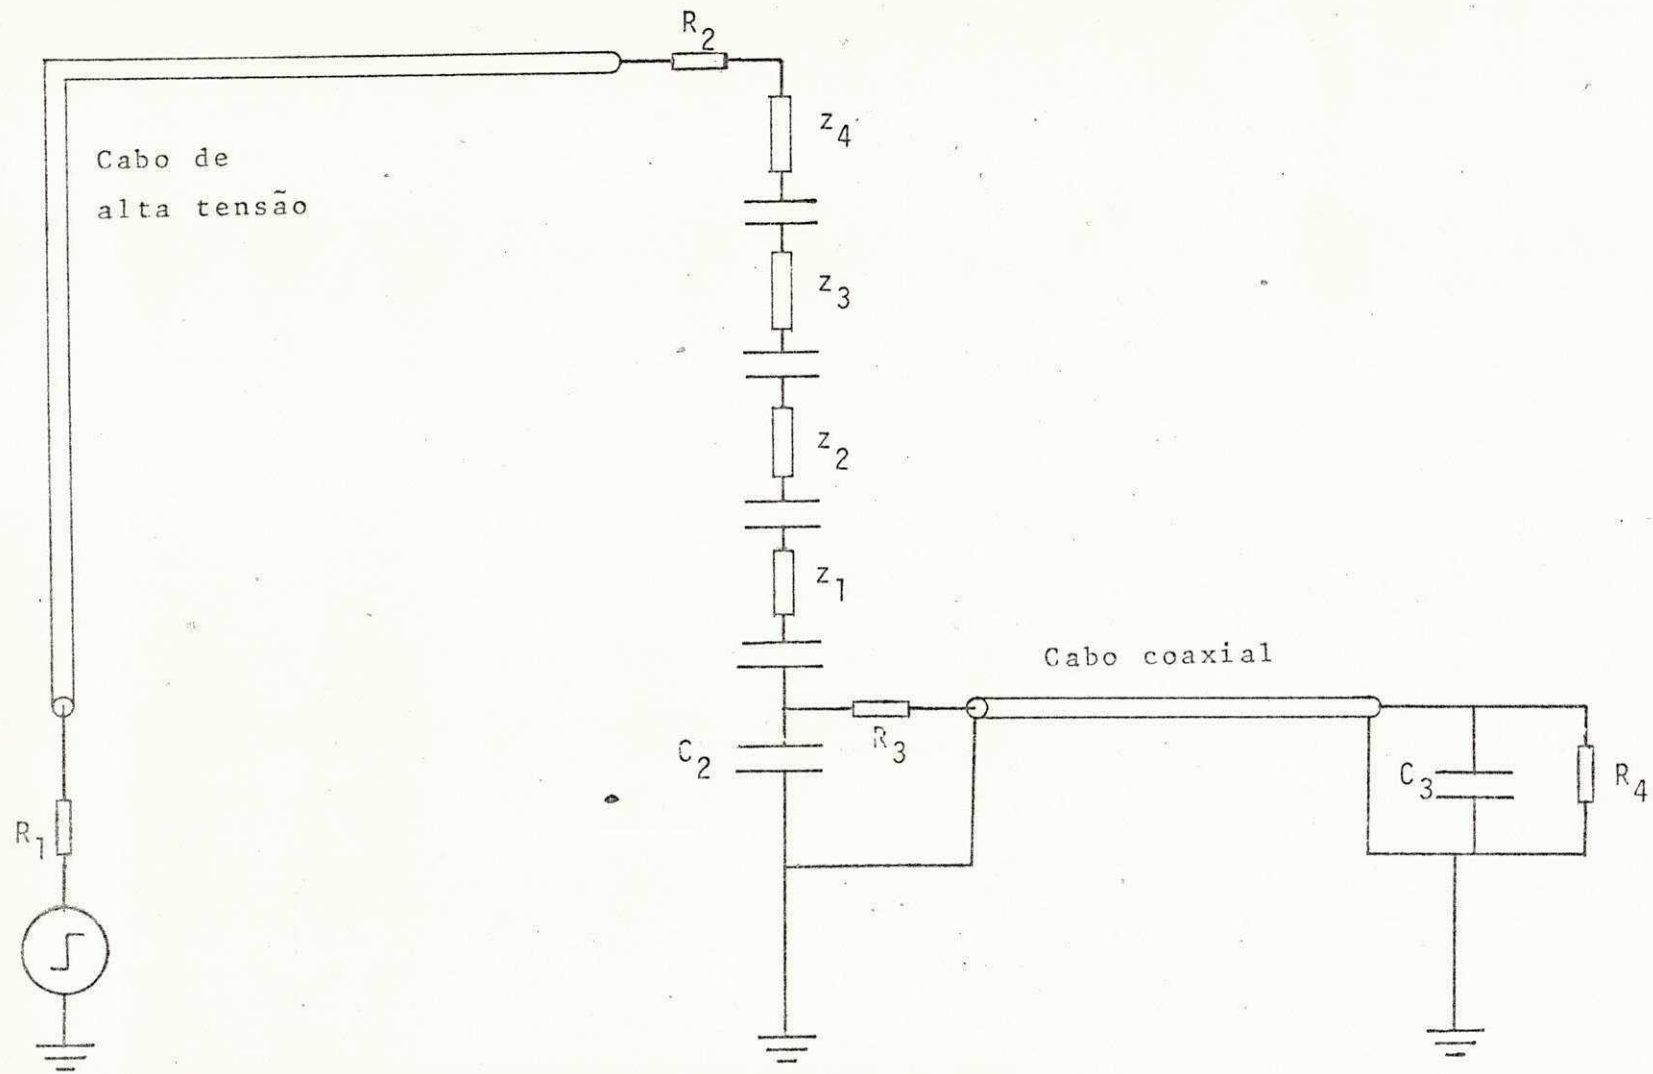 R2
z4
Cabo de
alta tensão
z3
z2
z1
Cabo coaxial
R3
C2
C3
R4
R1